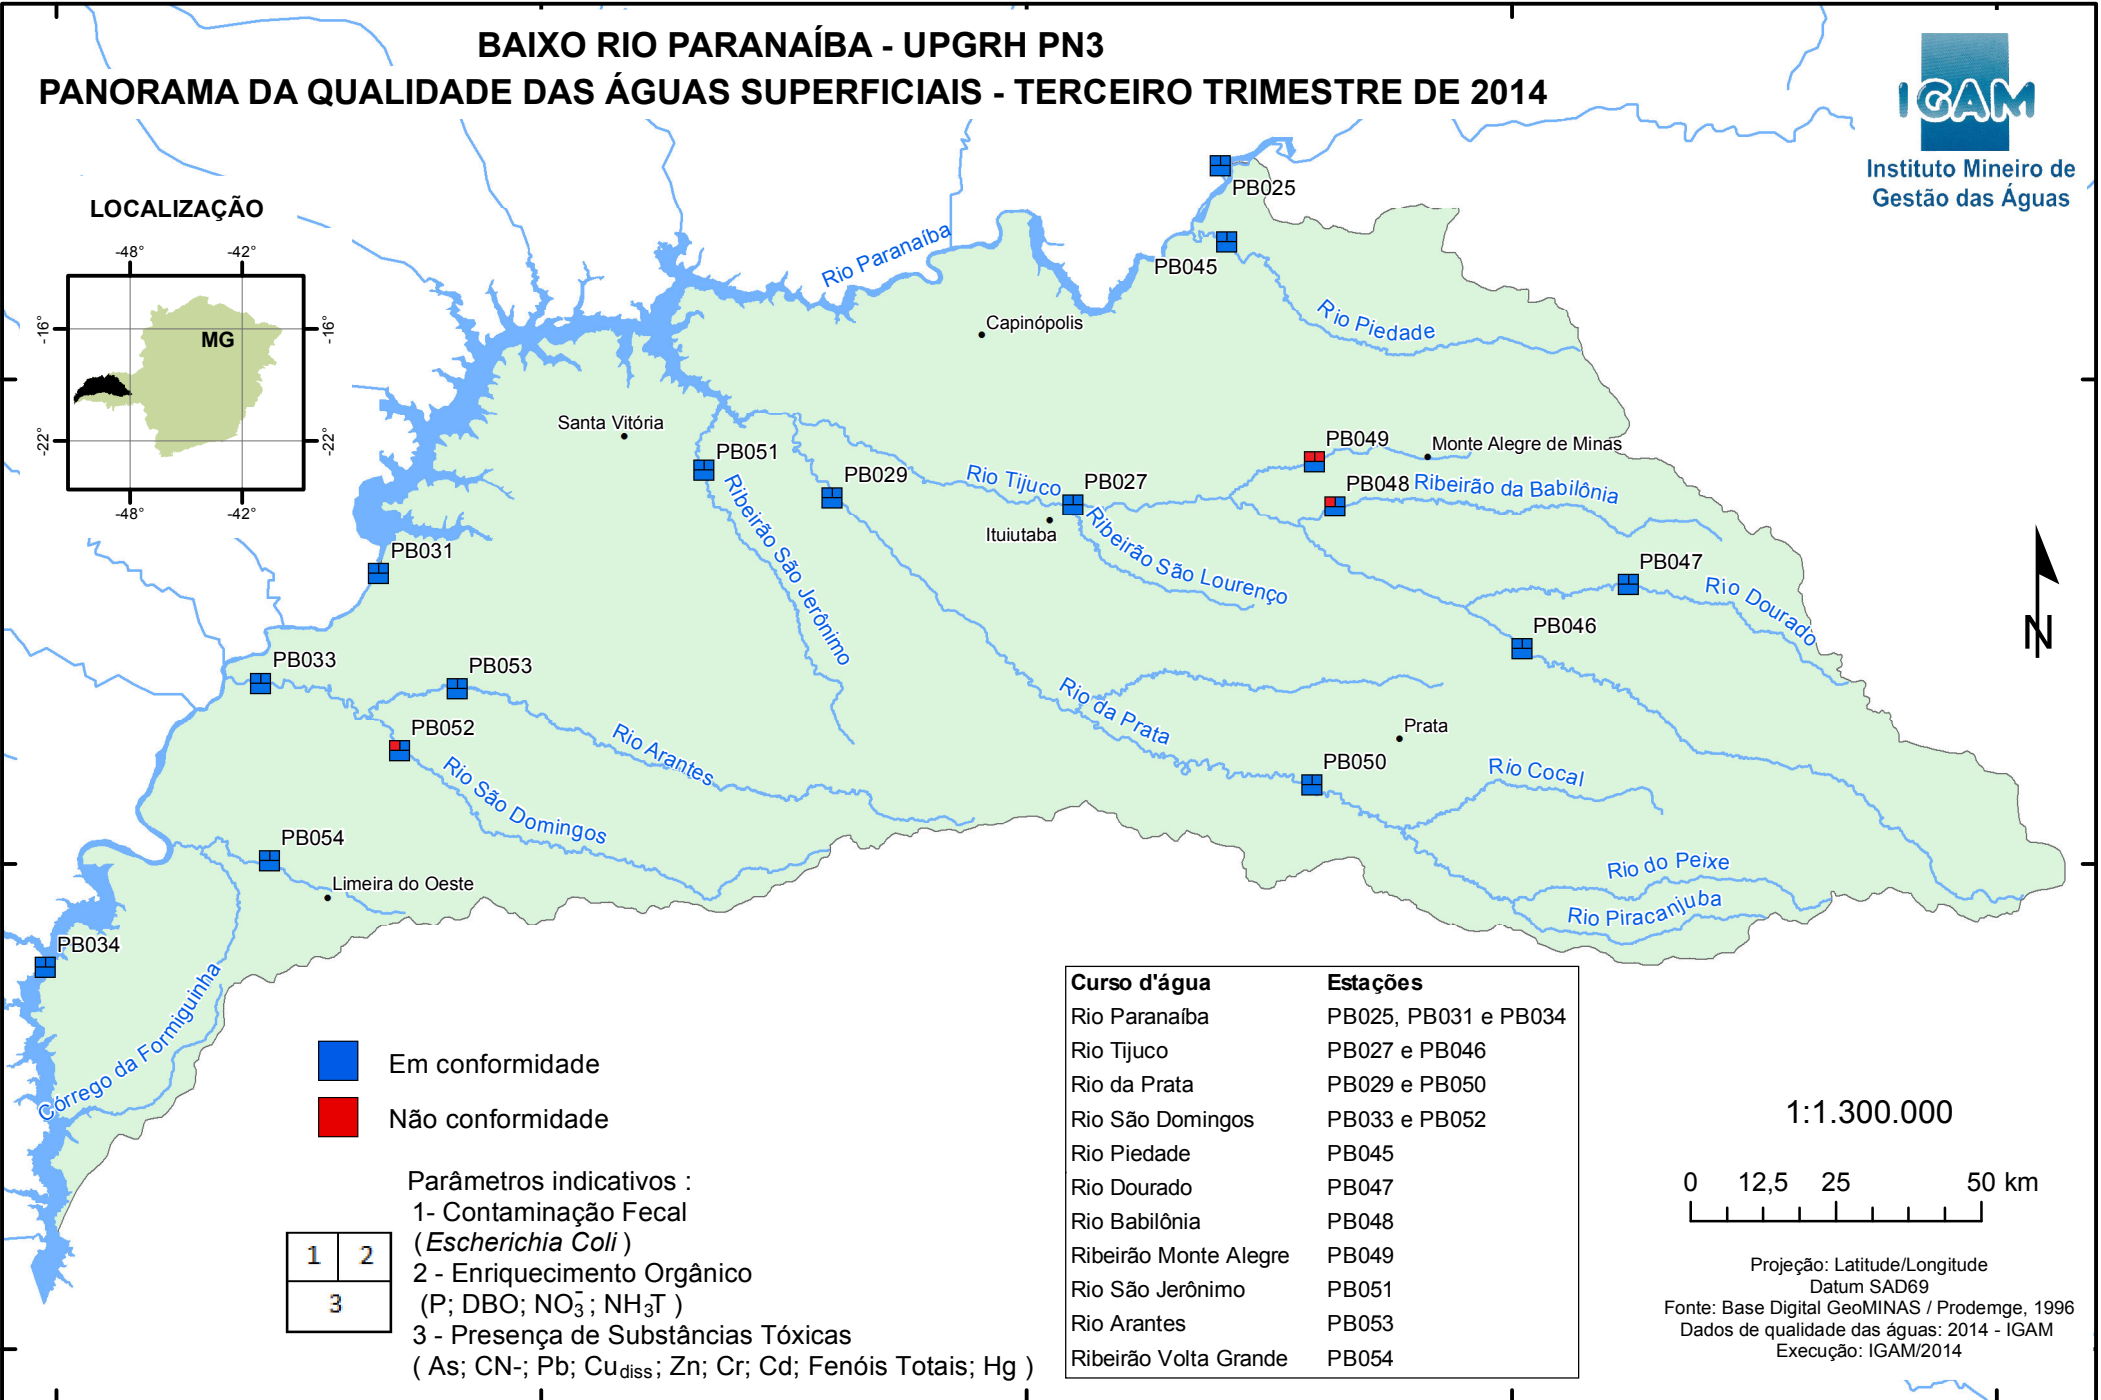 BAIXO RIO PARANAÍBA - UPGRH PN3
PANORAMA DA QUALIDADE DAS ÁGUAS SUPERFICIAIS - TERCEIRO TRIMESTRE DE 2014
IGAM
Instituto Mineiro de
Gestão das Águas
LOCALIZAÇÃO
-48°
-42°
-16°
-16°
MG
-22°
-22°
-48°
-42°
PB025
Rio Paranaíba
PB045
Rio Piedade
Capinópolis
Santa Vitória
PB051
PB029
Rio Tijuco
PB027
PB049
Monte Alegre de Minas
PB048
Ribeirão da Babilônia
Ituiutaba
Ribeirão São Jerônimo
Ribeirão São Lourenço
PB031
PB047
Rio Dourado
PB046
N
PB033
PB053
PB052
Rio da Prata
Rio Arantes
Prata
Rio São Domingos
PB050
Rio Cocal
PB054
Limeira do Oeste
Rio do Peixe
Rio Piracanjuba
PB034
Córrego da Formiguinha
Em conformidade
Não conformidade
Parâmetros indicativos :
1- Contaminação Fecal
(Escherichia Coli )
2 - Enriquecimento Orgânico
(P; DBO; NO₃⁻; NH₃T )
3 - Presença de Substâncias Tóxicas
( As; CN-; Pb; Cudiss; Zn; Cr; Cd; Fenóis Totais; Hg )
1 2
3
Curso d'água Estações
Rio Paranaíba PB025, PB031 e PB034
Rio Tijuco PB027 e PB046
Rio da Prata PB029 e PB050
Rio São Domingos PB033 e PB052
Rio Piedade PB045
Rio Dourado PB047
Rio Babilônia PB048
Ribeirão Monte Alegre PB049
Rio São Jerônimo PB051
Rio Arantes PB053
Ribeirão Volta Grande PB054
1:1.300.000
0 12,5 25 50 km
Projeção: Latitude/Longitude
Datum SAD69
Fonte: Base Digital GeoMINAS / Prodemge, 1996
Dados de qualidade das águas: 2014 - IGAM
Execução: IGAM/2014